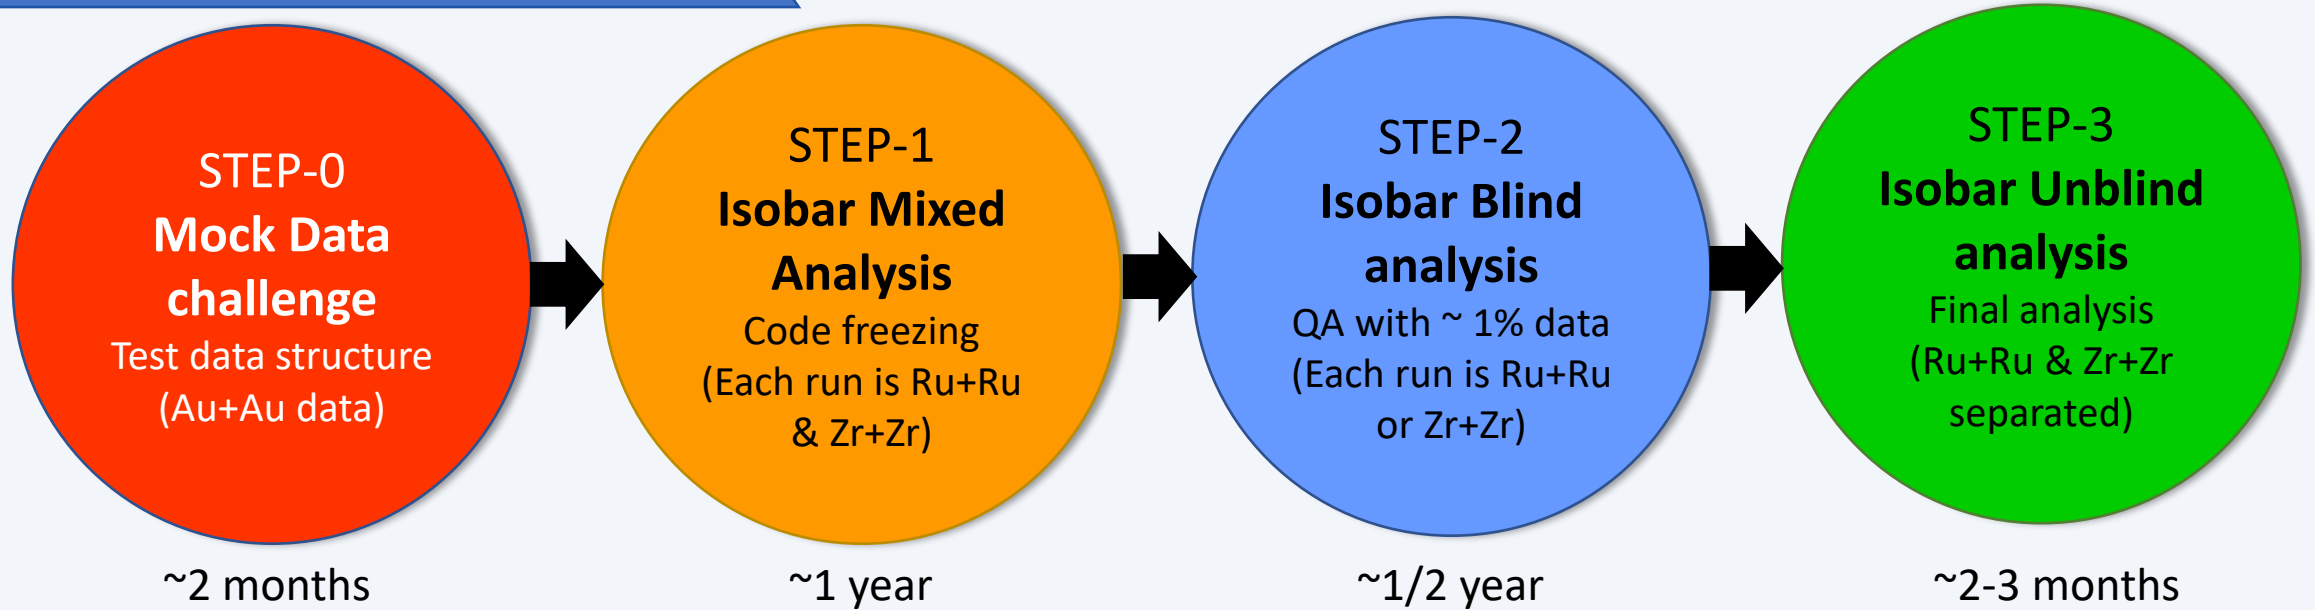 STEP-0
Mock Data
challenge
Test data structure
(Au+Au data)
~2 months
STEP-1
Isobar Mixed
Analysis
Code freezing
(Each run is Ru+Ru
& Zr+Zr)
~1 year
STEP-2
Isobar Blind
analysis
QA with ~ 1% data
(Each run is Ru+Ru
or Zr+Zr)
~1/2 year
STEP-3
Isobar Unblind
analysis
Final analysis
(Ru+Ru & Zr+Zr
separated)
~2-3 months